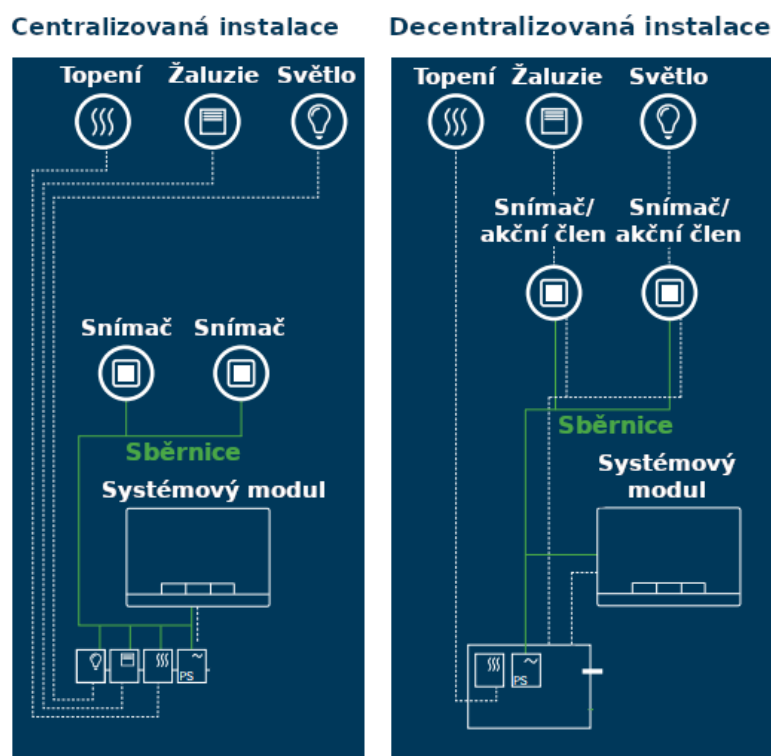 Centralizovaná instalace
Topení Žaluzie Světlo
Snímač Snímač
Sběrnice
Systémový modul
~
PS
Decentralizovaná instalace
Topení Žaluzie Světlo
Snímač/ Snímač/
akční člen akční člen
Sběrnice
Systémový
modul
~
PS